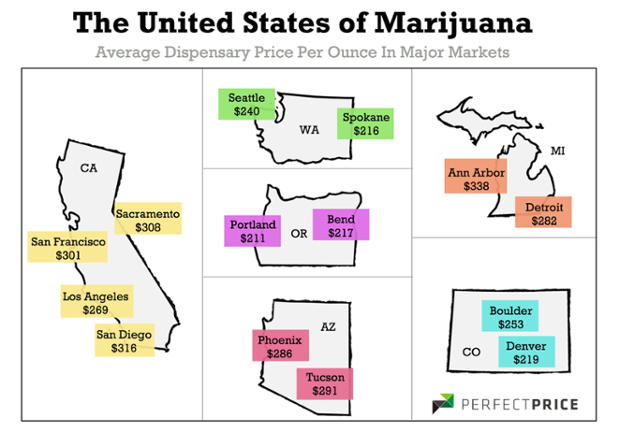 The United States of Marijuana
Average Dispensary Price Per Ounce In Major Markets
CA
Sacramento
$308
San Francisco
$301
Los Angeles
$269
San Diego
$316
Seattle
$240
WA
Spokane
$216
Portland
$211
OR
Bend
$217
AZ
Phoenix
$286
Tucson
$291
MI
Ann Arbor
$338
Detroit
$282
Boulder
$253
CO
Denver
$219
PERFECTPRICE